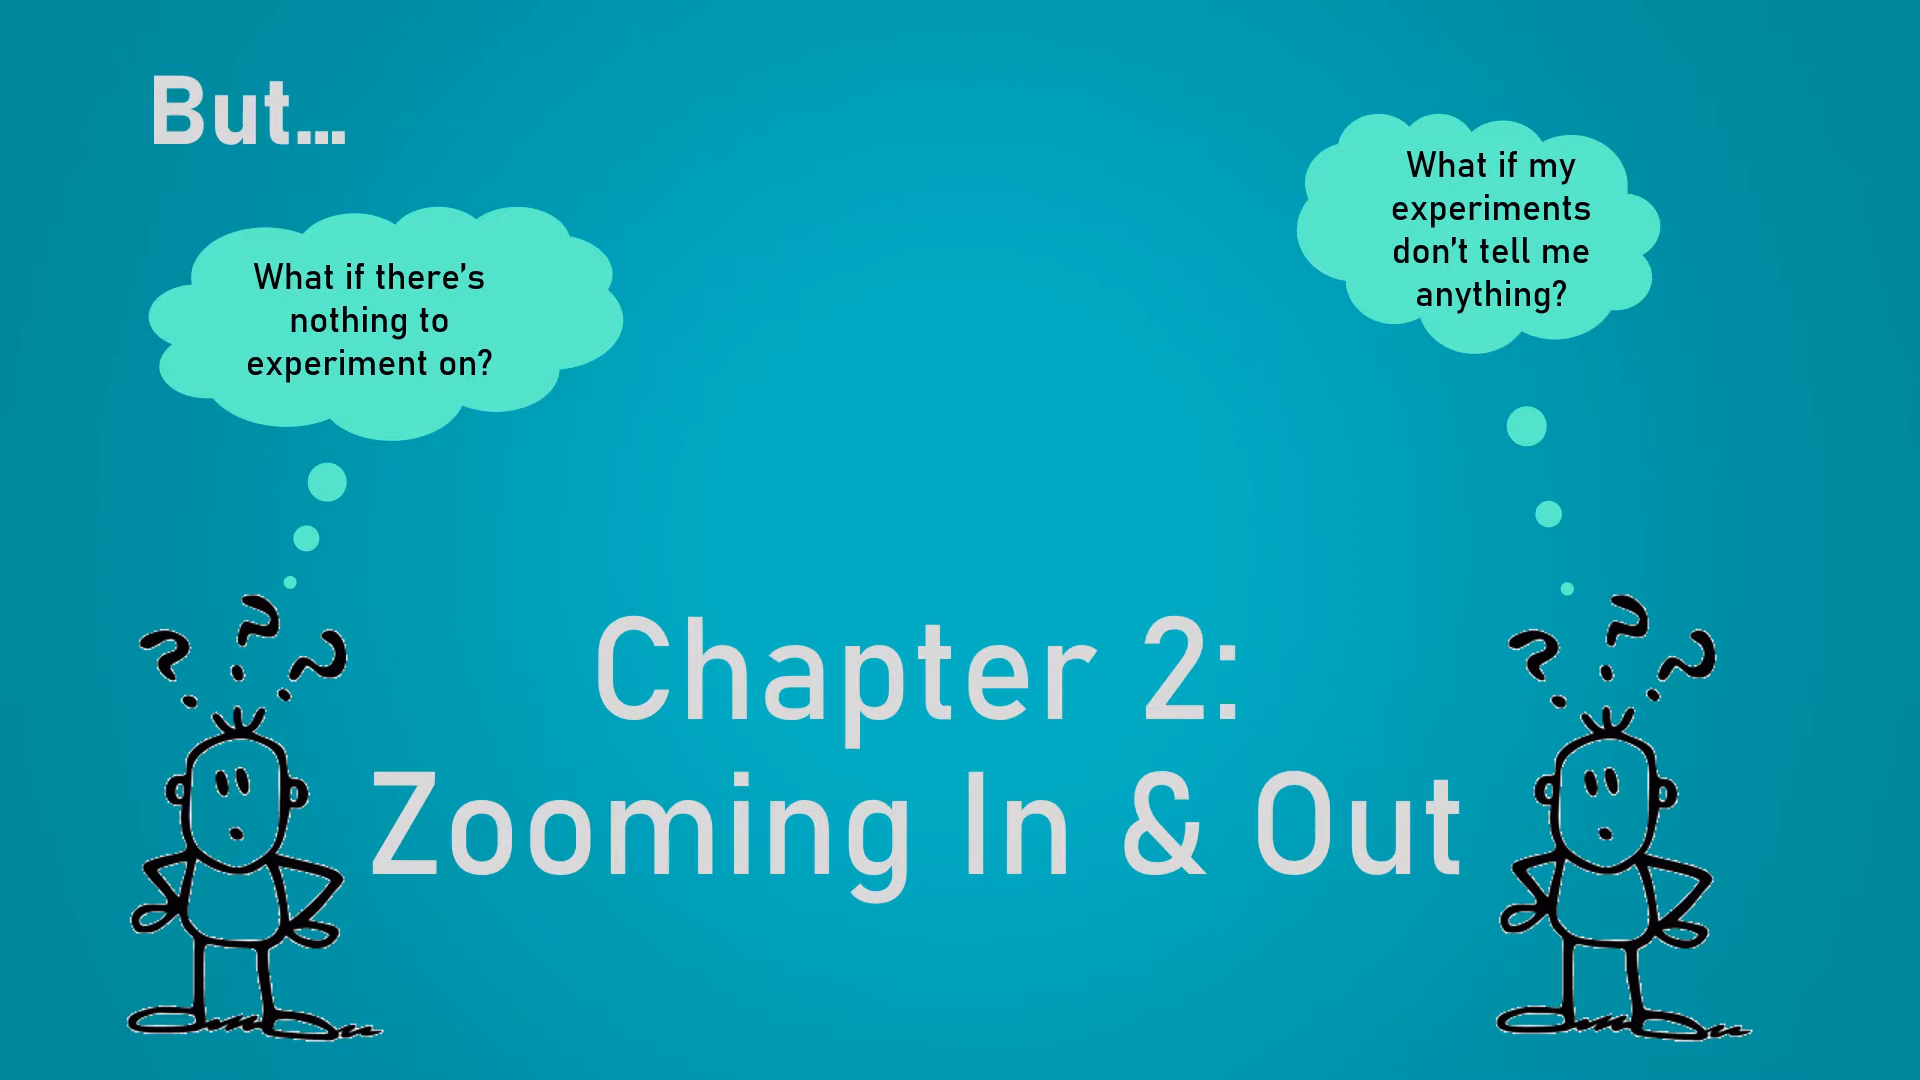 But...
What if there's
nothing to
experiment on?
What if my
experiments
don't tell me
anything?
Chapter 2:
Zooming In & Out